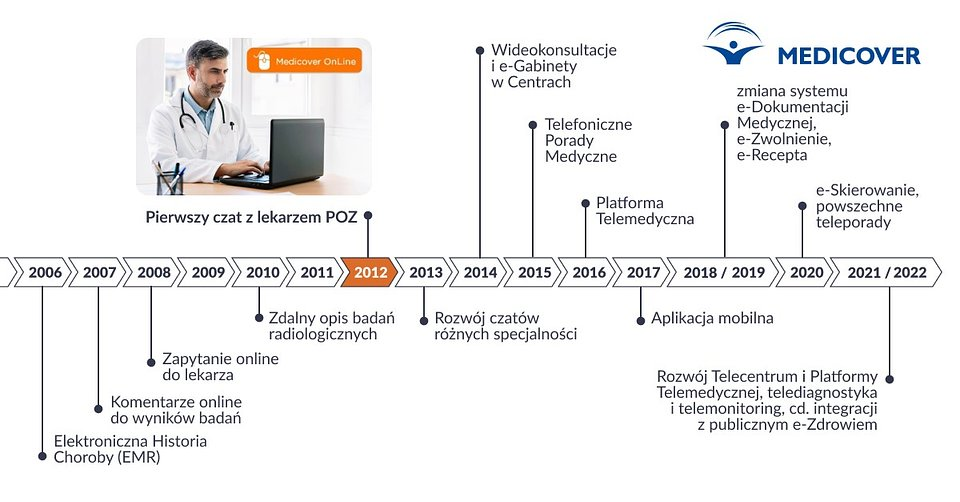 Medicover OnLine
MEDICOVER
Pierwszy czat z lekarzem POZ
Wideokonsultacje
i e-Gabinety
w Centrach
Telefoniczne
Porady
Medyczne
Platforma
Telemedyczna
zmiana systemu
e-Dokumentacji
Medycznej,
e-Zwolnienie,
e-Recepta
e-Skierowanie,
powszechne
teleporady
2006
2007
2008
2009
2010
2011
2012
2013
2014
2015
2016
2017
2018 / 2019
2020
2021 / 2022
Elektroniczna Historia
Choroby (EMR)
Komentarze online
do wyników badań
Zapytanie online
do lekarza
Zdalny opis badań
radiologicznych
Rozwój czatów
różnych specjalności
Aplikacja mobilna
Rozwój Telecentrum i Platformy
Telemedycznej, telediagnostyka
i telemonitoring, cd. integracji
z publicznym e-Zdrowiem